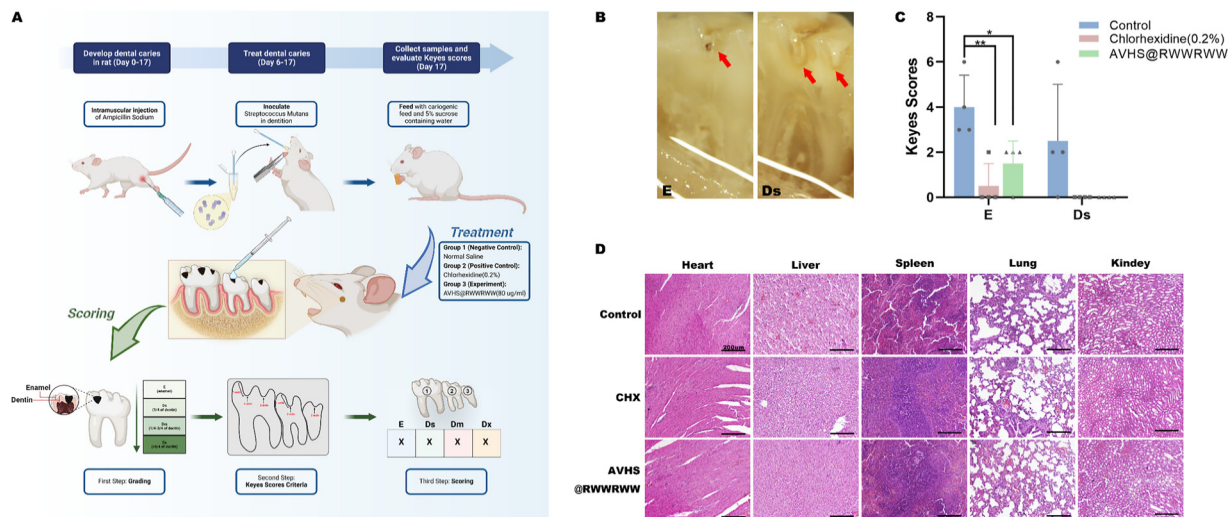 A
Develop dental caries
in rat (Day 0-17)
Treat dental caries
(Day 6-17)
Collect samples and
evaluate Keyes scores
(Day 17)
Intramuscular injection
of Ampicillin Sodium
Inoculate
Streptococcus Mutans
in dentition
Feed with cariogenic
feed and 5% sucrose
containing water
Treatment
Group 1 (Negative Control):
Normal Saline
Group 2 (Positive Control):
Chlorhexidine(0.2%)
Group 3 (Experiment):
AVHS@RWWRWW(80 ug/ml)
Scoring
Enamel
Dentin
E
(enamel)
E Ds Dm Dx
X X X X
1 2 3
First Step: Grading
Second Step:
Keyes Scores Criteria
Third Step: Scoring
B
E
Ds
C
Keyes Scores
8
6
4
2
0
**
*
E
Ds
Control
Chlorhexidine(0.2%)
AVHS@RWWRWW
D
Heart
Liver
Spleen
Lung
Kindey
Control
200um
CHX
AVHS
@RWWRWW